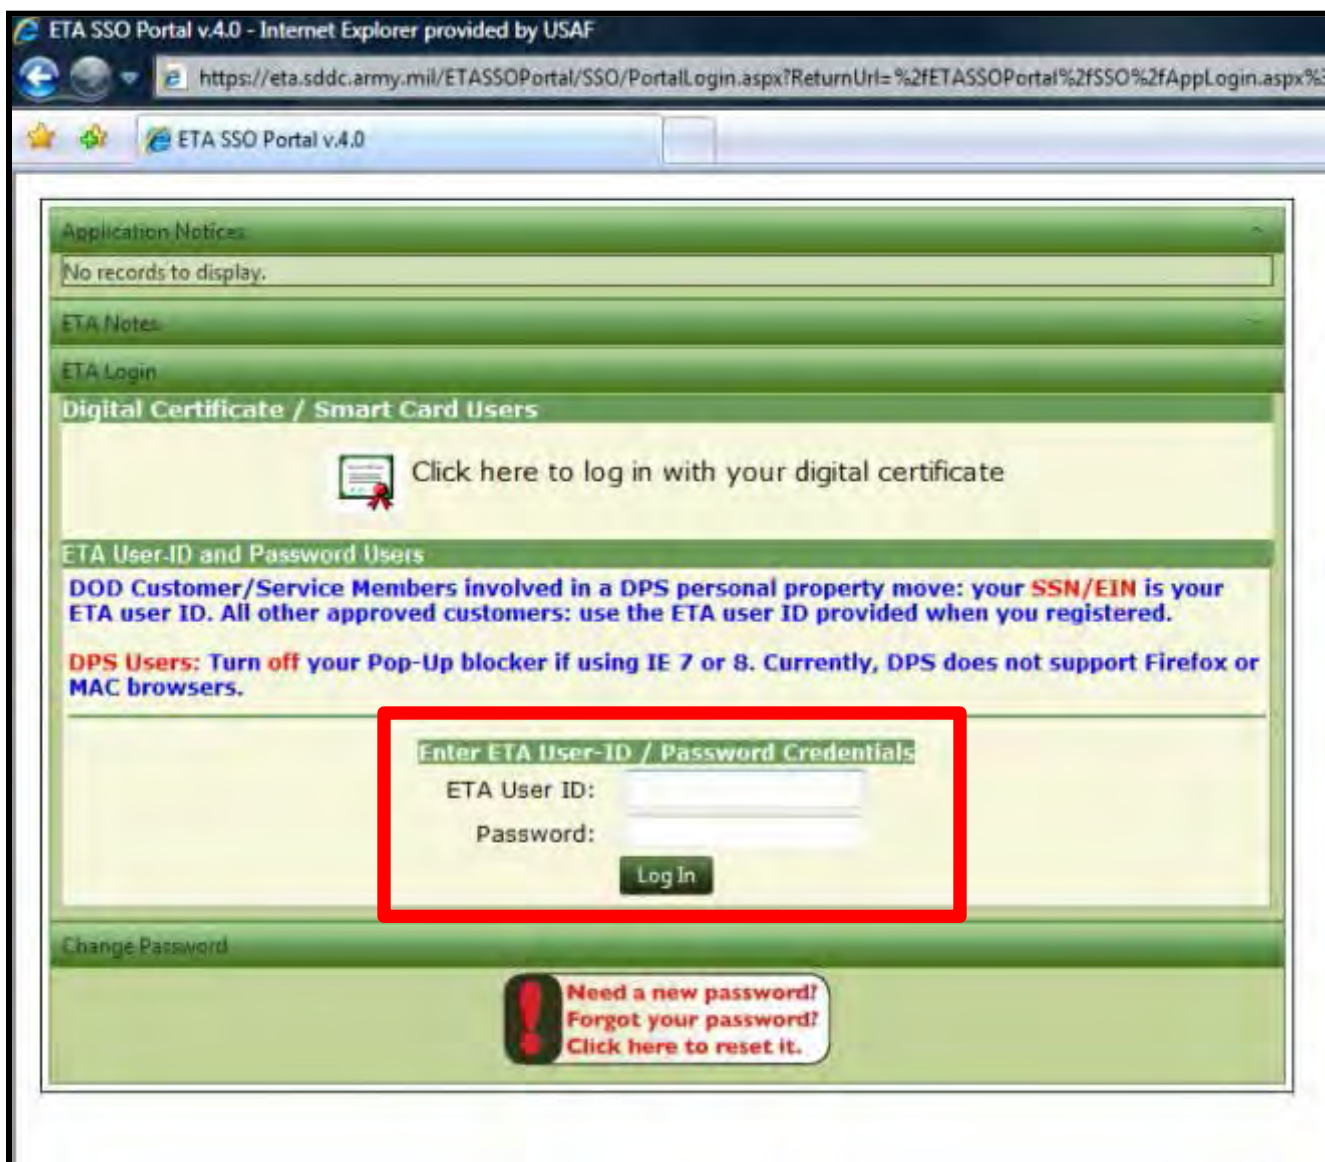 ETA SSO Portal v.4.0 - Internet Explorer provided by USAF
https://eta.sddc.army.mil/ETASSOPortal/SSO/PortalLogin.aspx?ReturnUrl=%2fETASSOPortal%2fSSO%2fAppLogin.aspx%
ETA SSO Portal v.4.0
Application Notices
No records to display.
ETA Notes
ETA Login
Digital Certificate / Smart Card Users
Click here to log in with your digital certificate
ETA User-ID and Password Users
DOD Customer/Service Members involved in a DPS personal property move: your SSN/EIN is your
ETA user ID. All other approved customers: use the ETA user ID provided when you registered.
DPS Users: Turn off your Pop-Up blocker if using IE 7 or 8. Currently, DPS does not support Firefox or
MAC browsers.
Enter ETA User-ID / Password Credentials
ETA User ID:
Password:
Log In
Change Password
Need a new password?
Forgot your password?
Click here to reset it.